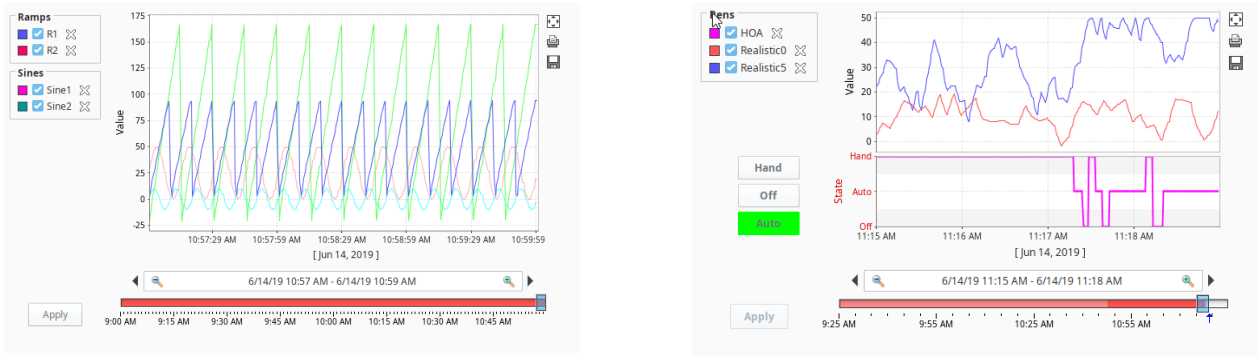 Ramps
R1
R2
Sines
Sine1
Sine2
Value
175
150
125
100
75
50
25
0
-25
10:57:29 AM 10:57:59 AM 10:58:29 AM 10:58:59 AM 10:59:29 AM 10:59:59
[ Jun 14, 2019 ]
6/14/19 10:57 AM - 6/14/19 10:59 AM
Apply
9:00 AM 9:15 AM 9:30 AM 9:45 AM 10:00 AM 10:15 AM 10:30 AM 10:45 AM
Pens
HOA
Realistic0
Realistic5
Value
50
40
30
20
10
0
Hand
Off
Auto
State
Hand
Auto
Off
11:15 AM 11:16 AM 11:17 AM 11:18 AM
[ Jun 14, 2019 ]
6/14/19 11:15 AM - 6/14/19 11:18 AM
Apply
9:25 AM 9:55 AM 10:25 AM 10:55 AM